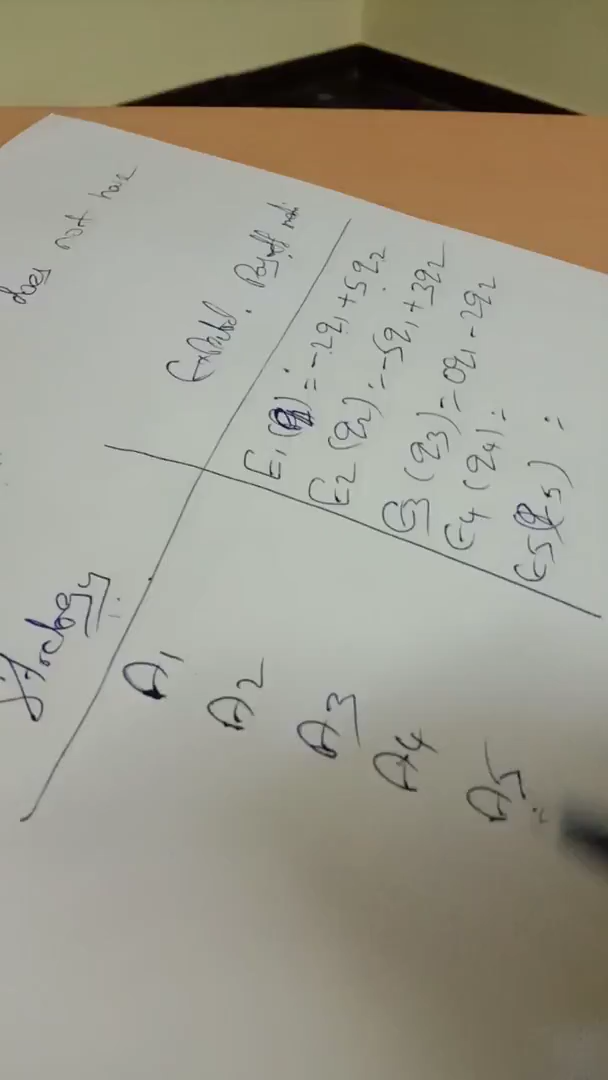 does not have
Strategy
Expected Payoff
A1 E1(q1) = -2q1 + 5q2
A2 E2(q2) = -5q1 + 3q2
A3 E3(q3) = 0q1 - 2q2
A4 E4(q4) =
A5 E5(q5) =